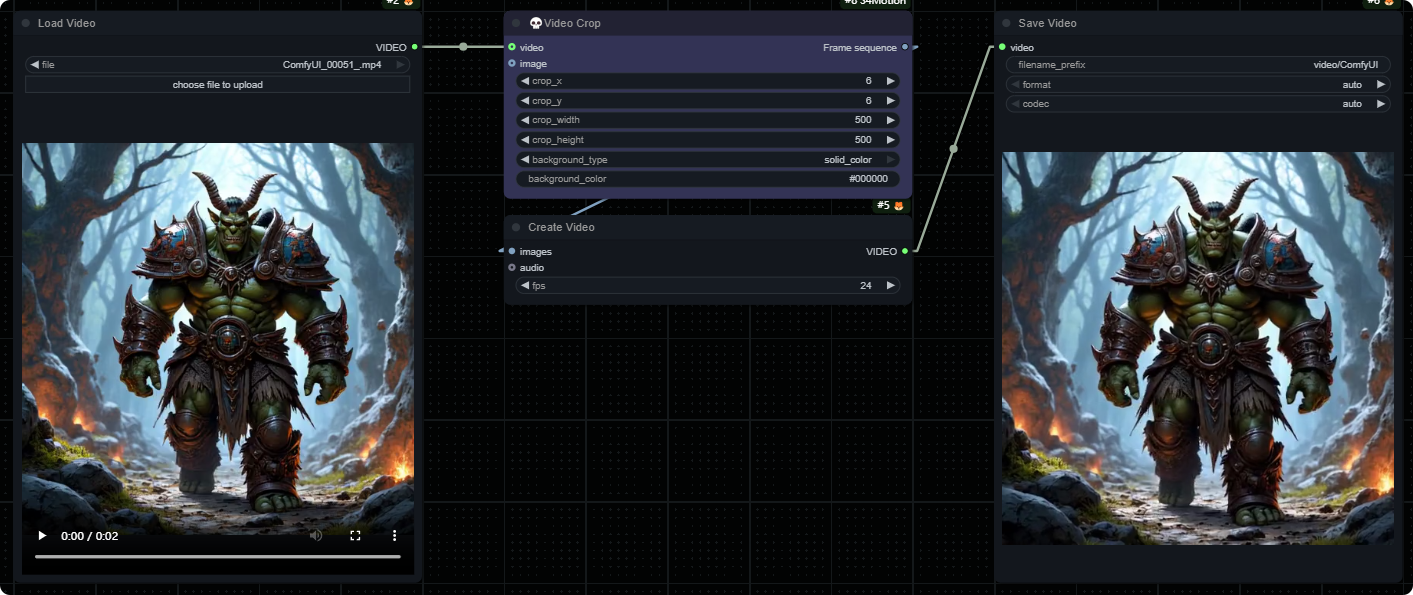 #2
Load Video
VIDEO
file ComfyUI_00051_.mp4
choose file to upload
0:00 / 0:02
#8 34Motion
Video Crop
video Frame sequence
image
crop_x 6
crop_y 6
crop_width 500
crop_height 500
background_type solid_color
background_color #000000
#5
Create Video
images VIDEO
audio
fps 24
#6
Save Video
video
filename_prefix video/ComfyUI
format auto
codec auto